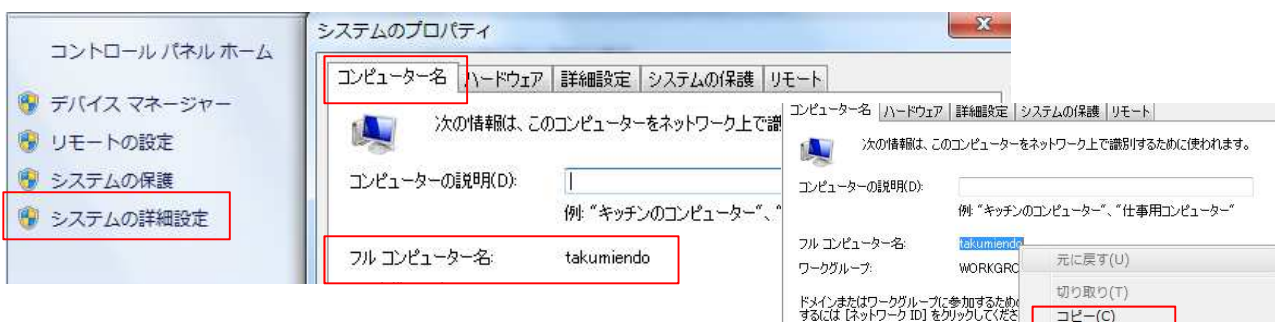 コントロール パネル ホーム
デバイス マネージャー
リモートの設定
システムの保護
システムの詳細設定
システムのプロパティ
コンピューター名 ハードウェア 詳細設定 システムの保護 リモート
次の情報は、このコンピューターをネットワーク上で識
コンピューターの説明(D):
例: "キッチンのコンピューター"、"
フル コンピューター名: takumiendo
コンピューター名 ハードウェア 詳細設定 システムの保護 リモート
次の情報は、このコンピューターをネットワーク上で識別するために使われます。
コンピューターの説明(D):
例: "キッチンのコンピューター"、"仕事用コンピューター"
フル コンピューター名: takumiendo
ワークグループ: WORKGRO
ドメインまたはワークグループに参加するため
するには [ネットワーク ID] をクリックしてくださ
元に戻す(U)
切り取り(T)
コピー(C)